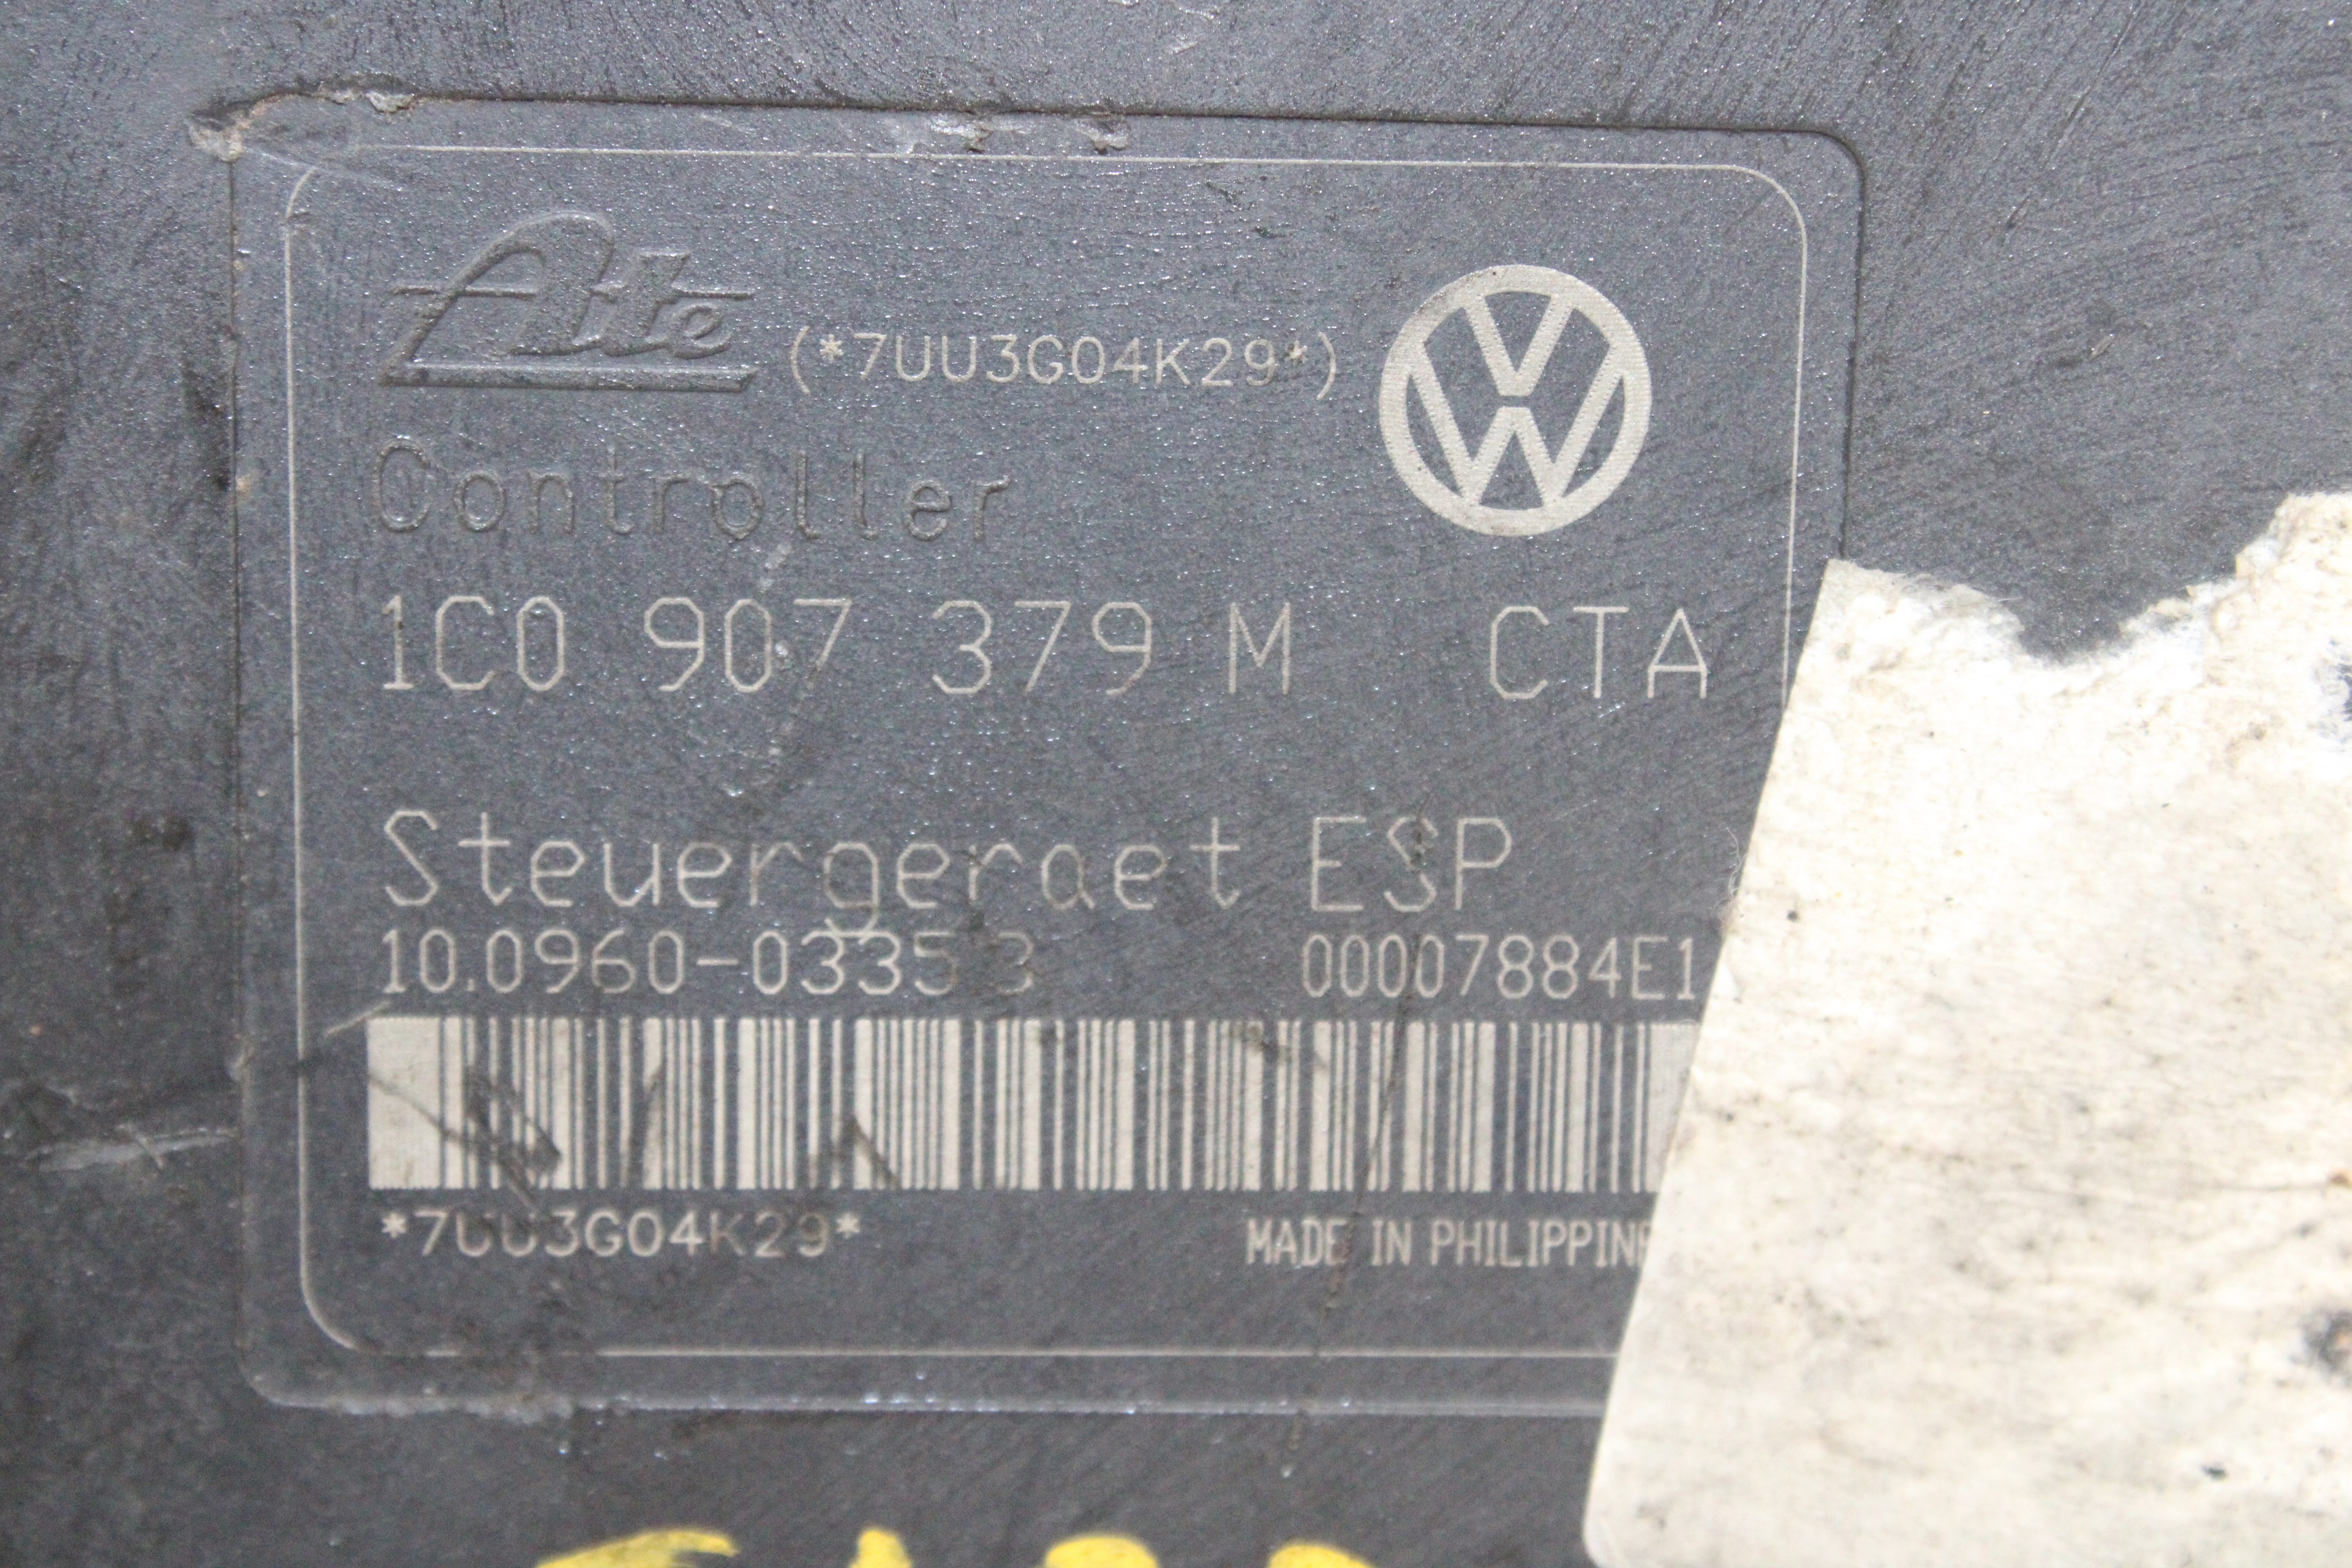 Ate (*7UU3G04K29*)
Controller
1C0 907 379 M CTA
Steuergeraet ESP
10.0960-0335.3 00007884E1
*7UU3G04K29*
MADE IN PHILIPPINE